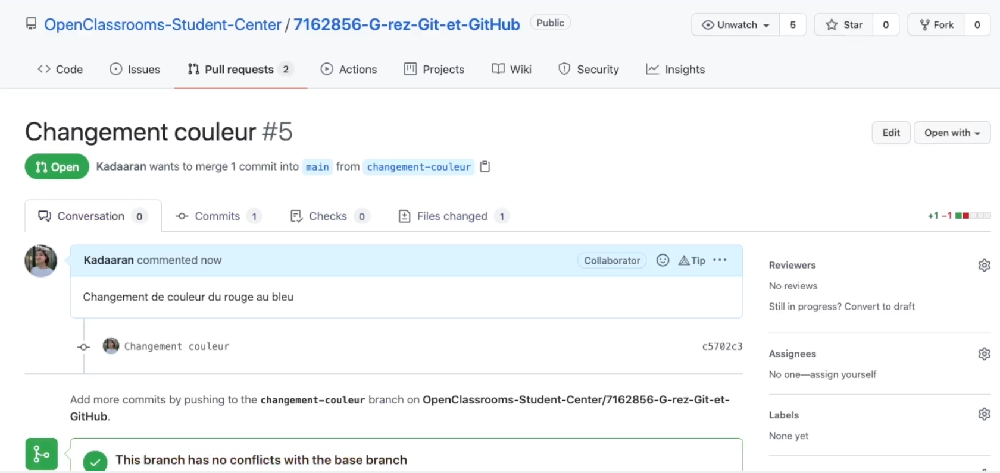 OpenClassrooms-Student-Center / 7162856-G-rez-Git-et-GitHub Public
Unwatch 5 Star 0 Fork 0
Code Issues Pull requests 2 Actions Projects Wiki Security Insights
Changement couleur #5
Edit Open with
Open Kadaaran wants to merge 1 commit into main from changement-couleur
Conversation 0 Commits 1 Checks 0 Files changed 1
+1 −1
Kadaaran commented now
Collaborator Tip ···
Changement de couleur du rouge au bleu
Changement couleur c5702c3
Add more commits by pushing to the changement-couleur branch on OpenClassrooms-Student-Center/7162856-G-rez-Git-et-
GitHub.
This branch has no conflicts with the base branch
Reviewers
No reviews
Still in progress? Convert to draft
Assignees
No one—assign yourself
Labels
None yet